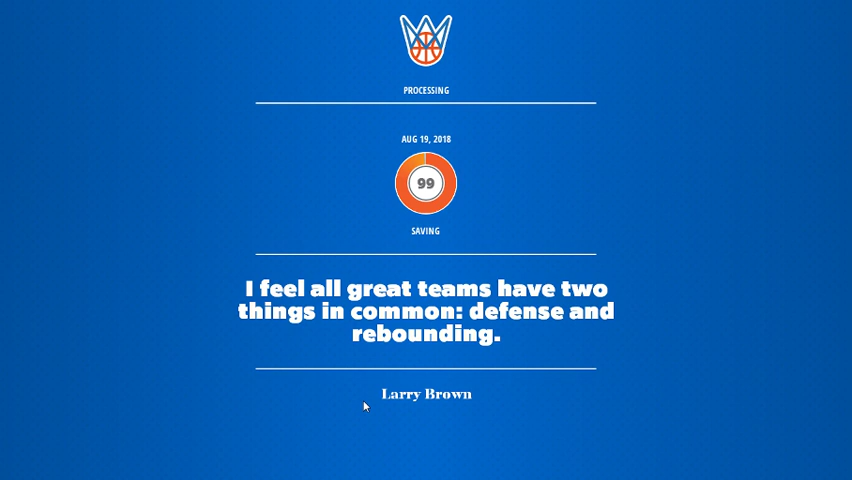 PROCESSING
AUG 19, 2018
99
SAVING
I feel all great teams have two
things in common: defense and
rebounding.
Larry Brown